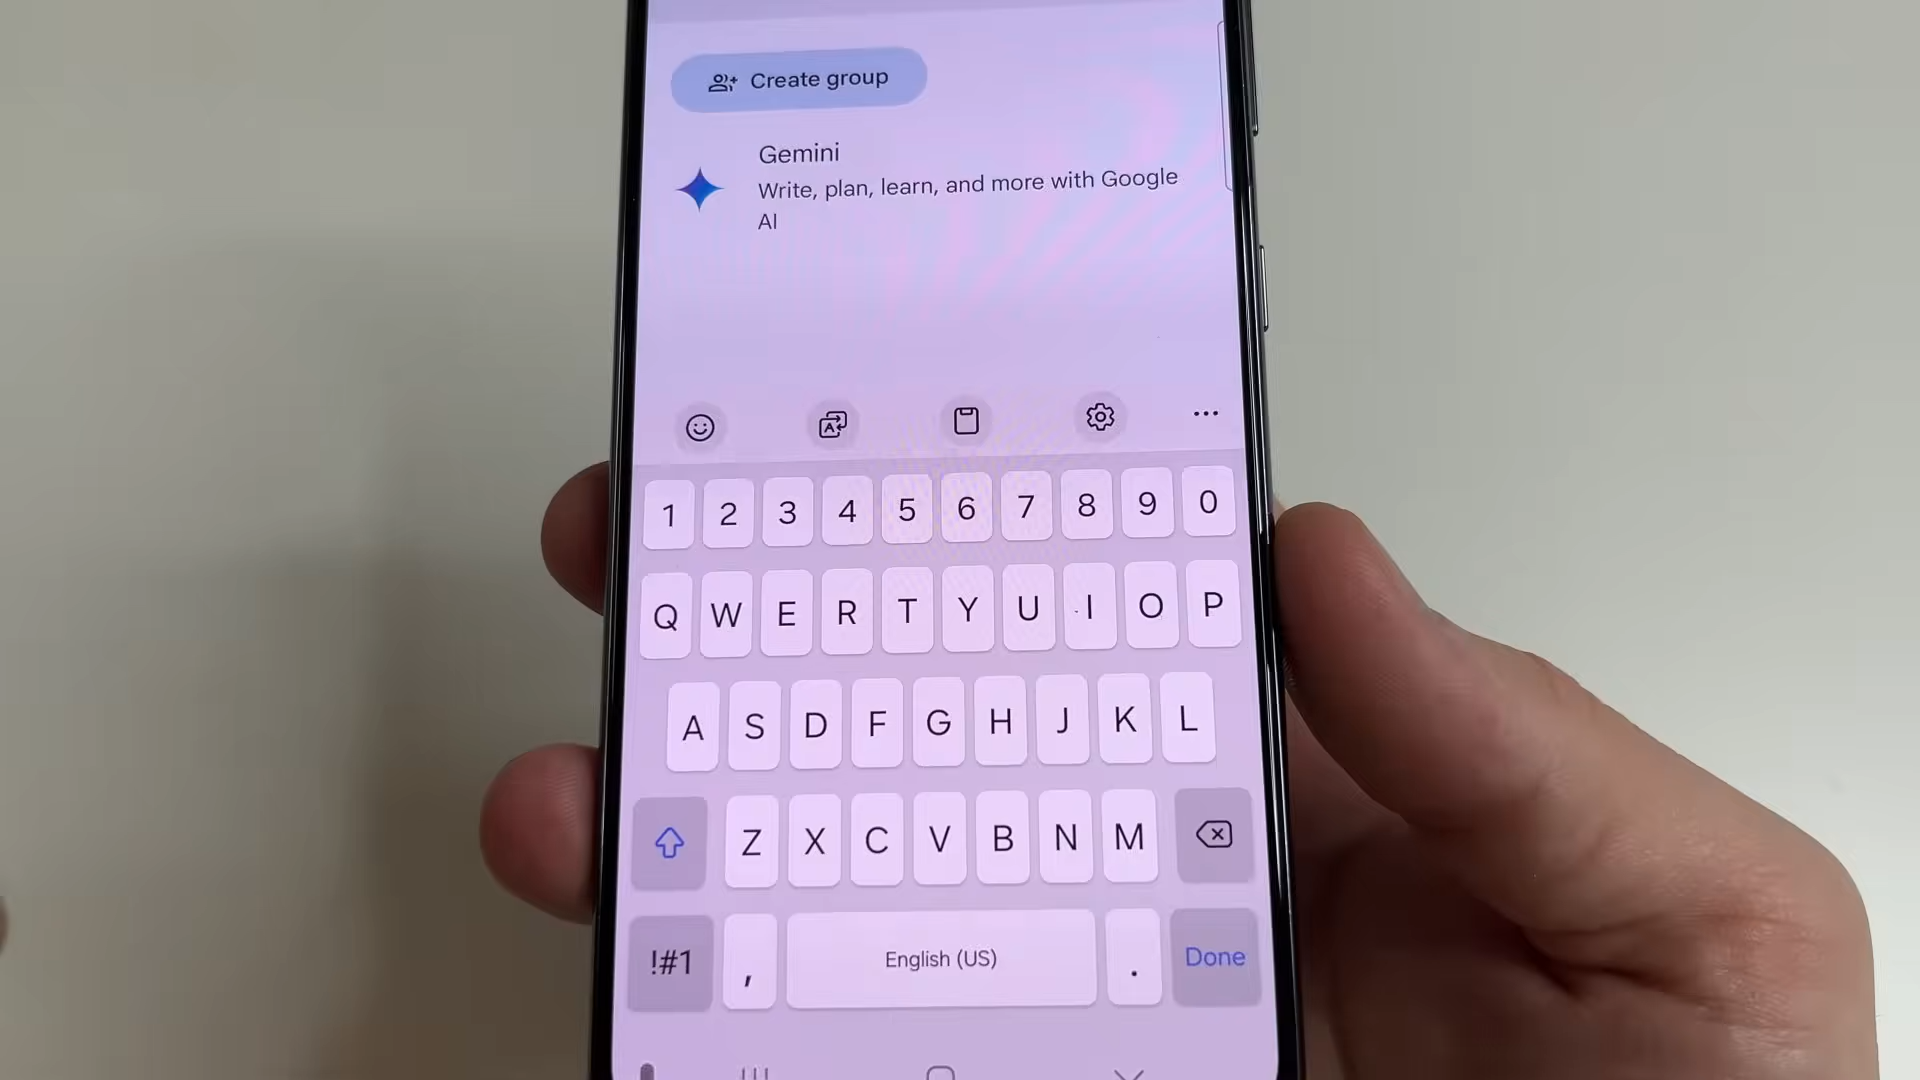 Create group
Gemini
Write, plan, learn, and more with Google
AI
1 2 3 4 5 6 7 8 9 0
Q W E R T Y U I O P
A S D F G H J K L
Z X C V B N M
!#1 , English (US) . Done